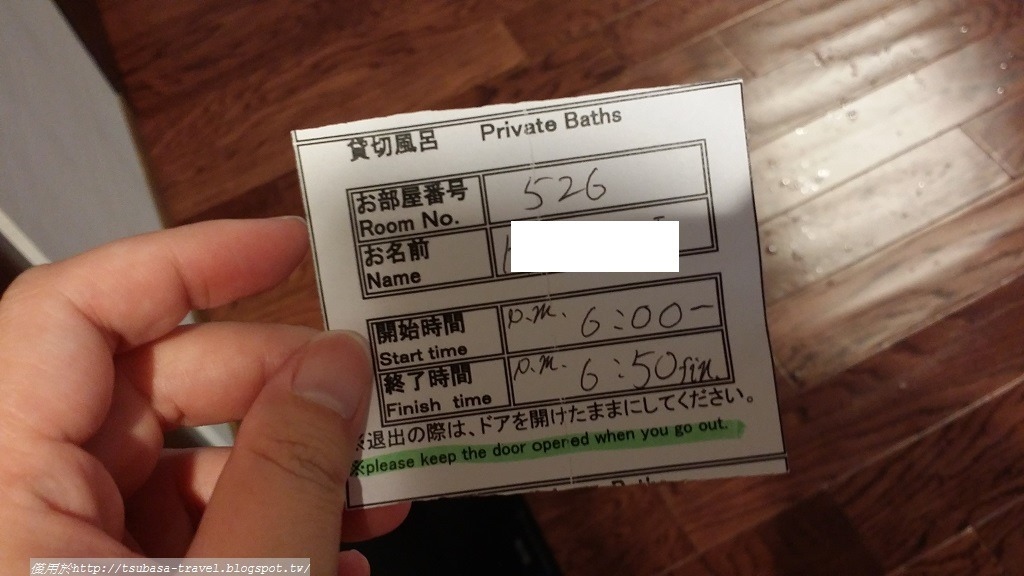 貸切風呂 Private Baths
お部屋番号 526
Room No.
お名前
Name
開始時間 p.m. 6:00-
Start time
終了時間 p.m. 6:50 fin.
Finish time
※退出の際は、ドアを開けたままにしてください。
※please keep the door opened when you go out.
僅用於http://tsubasa-travel.blogspot.tw/